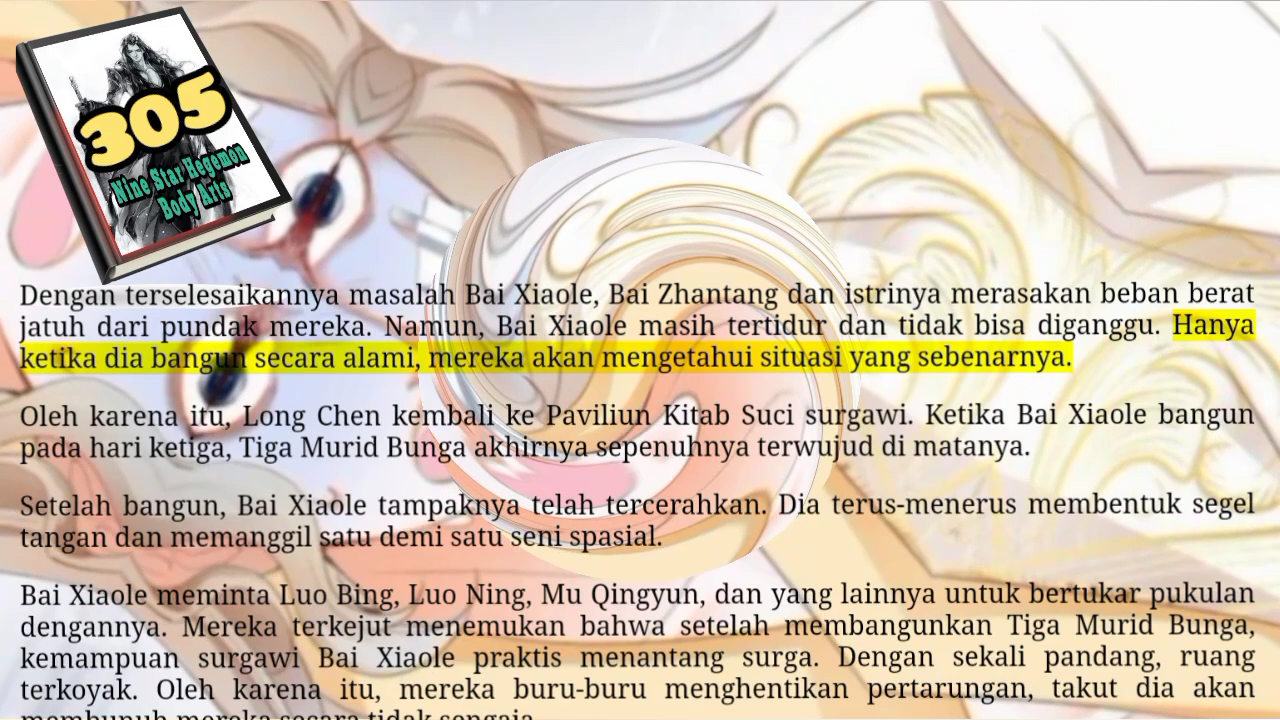 305
Nine Star Hegemon
Body Arts
Dengan terselesaikannya masalah Bai Xiaole, Bai Zhantang dan istrinya merasakan beban berat
jatuh dari pundak mereka. Namun, Bai Xiaole masih tertidur dan tidak bisa diganggu. Hanya
ketika dia bangun secara alami, mereka akan mengetahui situasi yang sebenarnya.
Oleh karena itu, Long Chen kembali ke Paviliun Kitab Suci surgawi. Ketika Bai Xiaole bangun
pada hari ketiga, Tiga Murid Bunga akhirnya sepenuhnya terwujud di matanya.
Setelah bangun, Bai Xiaole tampaknya telah tercerahkan. Dia terus-menerus membentuk segel
tangan dan memanggil satu demi satu seni spasial.
Bai Xiaole meminta Luo Bing, Luo Ning, Mu Qingyun, dan yang lainnya untuk bertukar pukulan
dengannya. Mereka terkejut menemukan bahwa setelah membangunkan Tiga Murid Bunga,
kemampuan surgawi Bai Xiaole praktis menantang surga. Dengan sekali pandang, ruang
terkoyak. Oleh karena itu, mereka buru-buru menghentikan pertarungan, takut dia akan
membunuh mereka secara tidak sengaja.